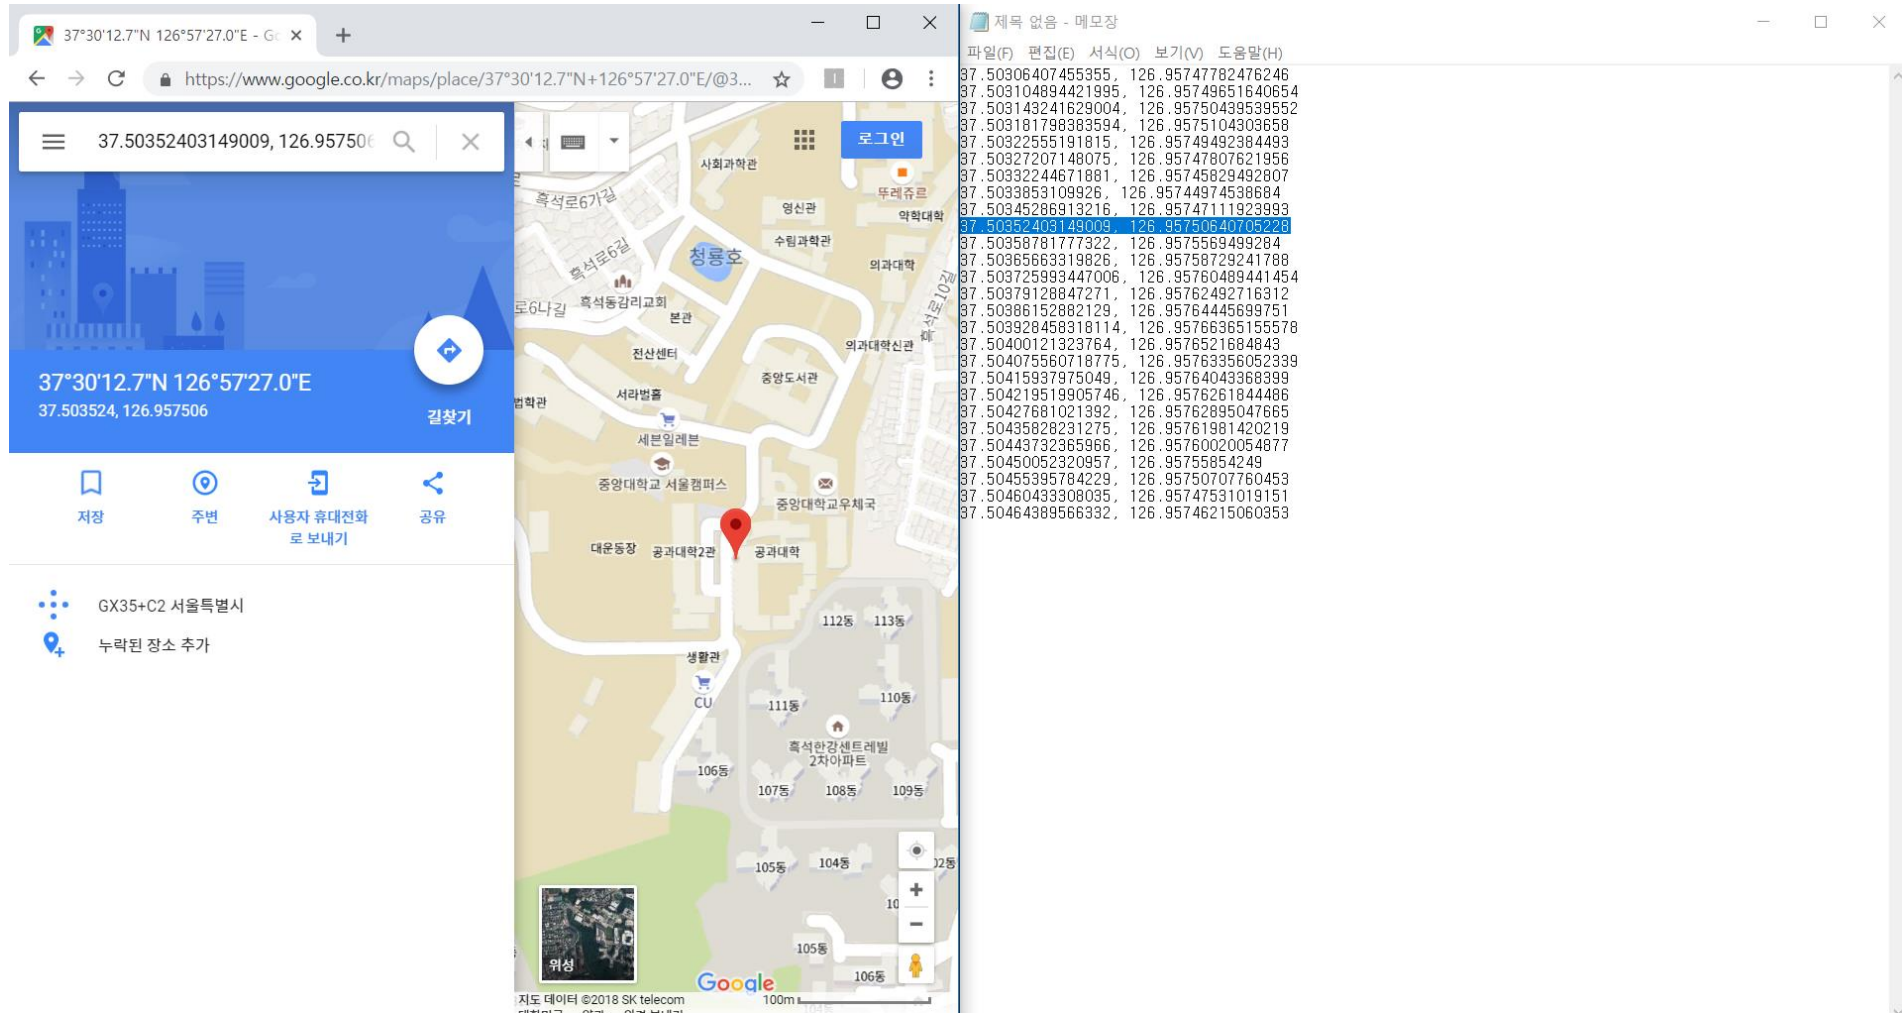 37°30'12.7"N 126°57'27.0"E - Go
제목 없음 - 메모장
https://www.google.co.kr/maps/place/37°30'12.7"N+126°57'27.0"E/@3...
파일(F) 편집(E) 서식(O) 보기(V) 도움말(H)
37.50352403149009, 126.957506
로그인
37°30'12.7"N 126°57'27.0"E
37.503524, 126.957506
길찾기
저장
주변
사용자 휴대전화
로 보내기
공유
GX35+C2 서울특별시
누락된 장소 추가
사회과학관
뚜레쥬르
흑석로6가길
영신관
약학대학
수림과학관
흑석로6길
청룡호
의과대학
흑석로10길
로6나길
흑석동감리교회
본관
의과대학신관
전산센터
중앙도서관
서라벌홀
법학관
세븐일레븐
중앙대학교 서울캠퍼스
중앙대학교우체국
대운동장
공과대학2관
공과대학
112동
113동
생활관
CU
111동
110동
흑석한강센트레빌
2차아파트
106동
107동
108동
109동
105동
104동
02동
10
105동
106동
위성
Google
지도 데이터 ©2018 SK telecom
100m
37.50306407455355, 126.95747782476246
37.503104894421995, 126.95749651640654
37.503143241629004, 126.95750439539552
37.503181798383594, 126.9575104303658
37.50322555191815, 126.95749492384493
37.50327207148075, 126.95747807621956
37.50332244671881, 126.95745829492807
37.5033853109926, 126.95744974538684
37.50345286913216, 126.95747111923993
37.50352403149009, 126.95750640705228
37.50358781777322, 126.9575569499284
37.50365663319826, 126.95758729241788
37.503725993447006, 126.95760489441454
37.50379128847271, 126.95762492716312
37.50386152882129, 126.95764445699751
37.503928458318114, 126.95766365155578
37.50400121323764, 126.9576521684843
37.504075560718775, 126.95763356052339
37.50415937975049, 126.95764043368399
37.504219519905746, 126.9576261844486
37.50427681021392, 126.95762895047665
37.50435828231275, 126.95761981420219
37.50443732365966, 126.95760020054877
37.50450052320957, 126.95755854249
37.50455395784229, 126.95750707760453
37.50460433308035, 126.95747531019151
37.50464389566332, 126.95746215060353